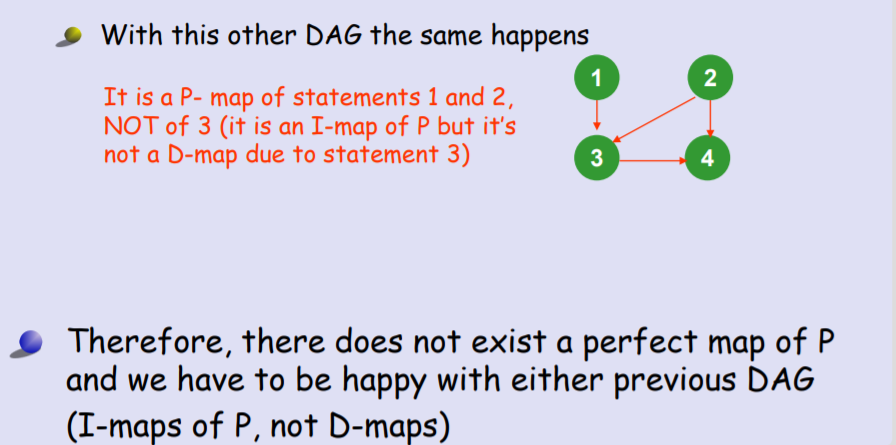 With this other DAG the same happens
It is a P- map of statements 1 and 2,
NOT of 3 (it is an I-map of P but it's
not a D-map due to statement 3)
1
2
3
4
Therefore, there does not exist a perfect map of P
and we have to be happy with either previous DAG
(I-maps of P, not D-maps)